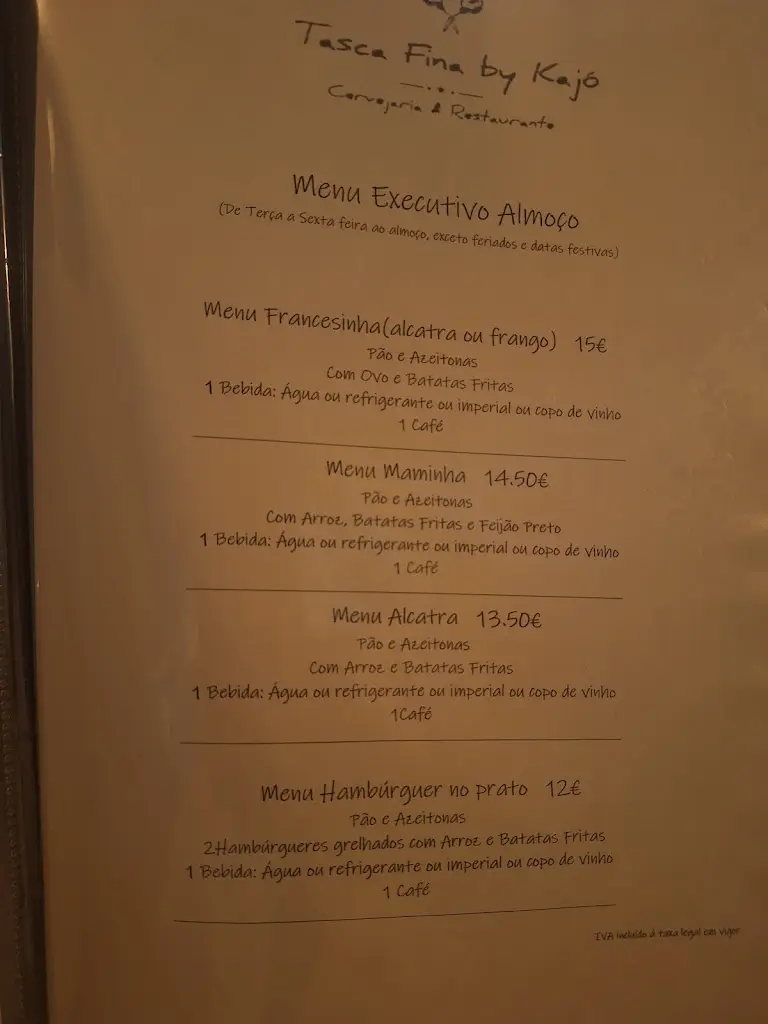 Tasca Fina by Kajó
Cervejaria & Restaurante
Menu Executivo Almoço
(De Terça a Sexta feira ao almoço, exceto feriados e datas festivas)
Menu Francesinha(alcatra ou frango) 15€
Pão e Azeitonas
Com Ovo e Batatas Fritas
1 Bebida: Água ou refrigerante ou imperial ou copo de vinho
1 Café
Menu Maminha 14.50€
Pão e Azeitonas
Com Arroz, Batatas Fritas e Feijão Preto
1 Bebida: Água ou refrigerante ou imperial ou copo de vinho
1 Café
Menu Alcatra 13.50€
Pão e Azeitonas
Com Arroz e Batatas Fritas
1 Bebida: Água ou refrigerante ou imperial ou copo de vinho
1Café
Menu Hambúrguer no prato 12€
Pão e Azeitonas
2Hambúrgueres grelhados com Arroz e Batatas Fritas
1 Bebida: Água ou refrigerante ou imperial ou copo de vinho
1 Café
IVA incluído á taxa legal em vigor